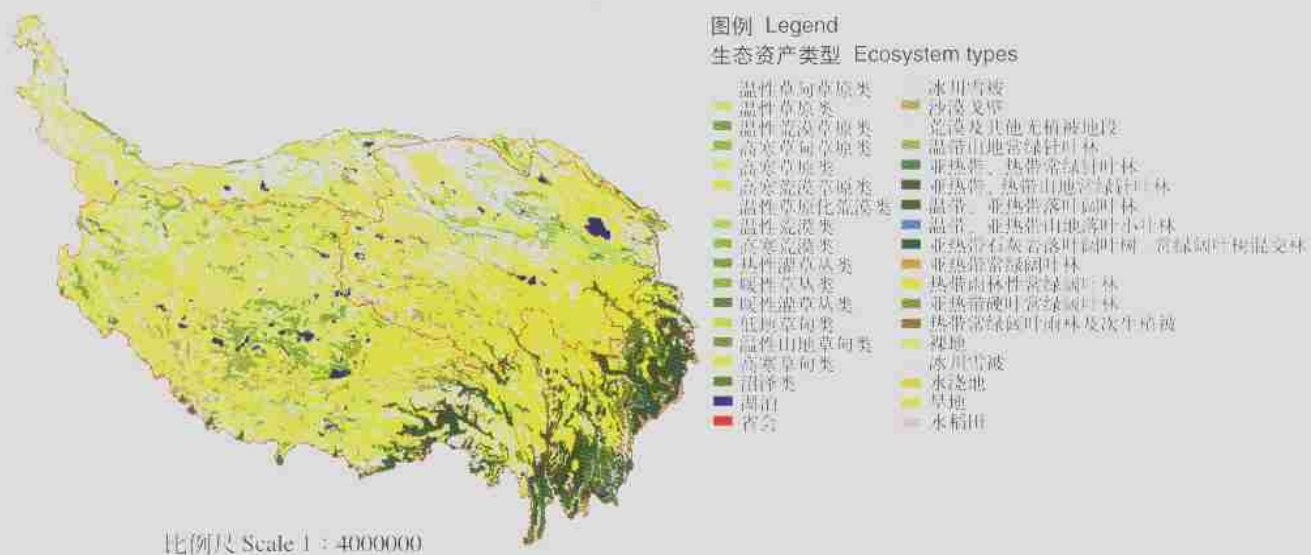 图例 Legend
生态资产类型 Ecosystem types
温性草甸草原类
温性草原类
温性荒漠草原类
高寒草甸草原类
高寒草原类
高寒荒漠草原类
温性草原化荒漠类
温性荒漠类
高寒荒漠类
热性灌草丛类
暖性草丛类
暖性灌草丛类
低地草甸类
温性山地草甸类
高寒草甸类
沼泽类
湖泊
省会
冰川雪被
沙漠戈壁
荒漠及其他无植被地段
温带山地常绿针叶林
亚热带、热带常绿针叶林
亚热带、热带山地常绿针叶林
温带、亚热带落叶阔叶林
温带、亚热带山地落叶小叶林
亚热带石灰岩落叶阔叶树 常绿阔叶树混交林
亚热带常绿阔叶林
热带雨林性常绿阔叶林
亚热带硬叶常绿阔叶林
热带常绿阔叶雨林及次生植被
裸地
冰川雪被
水浇地
旱地
水稻田
比例尺 Scale 1：4000000